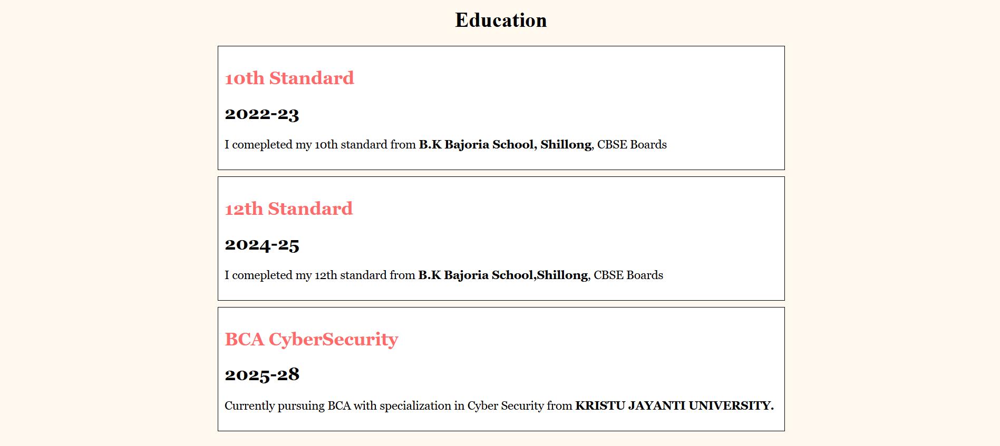 Education
10th Standard
2022-23
I comepleted my 10th standard from B.K Bajoria School, Shillong, CBSE Boards
12th Standard
2024-25
I comepleted my 12th standard from B.K Bajoria School,Shillong, CBSE Boards
BCA CyberSecurity
2025-28
Currently pursuing BCA with specialization in Cyber Security from KRISTU JAYANTI UNIVERSITY.